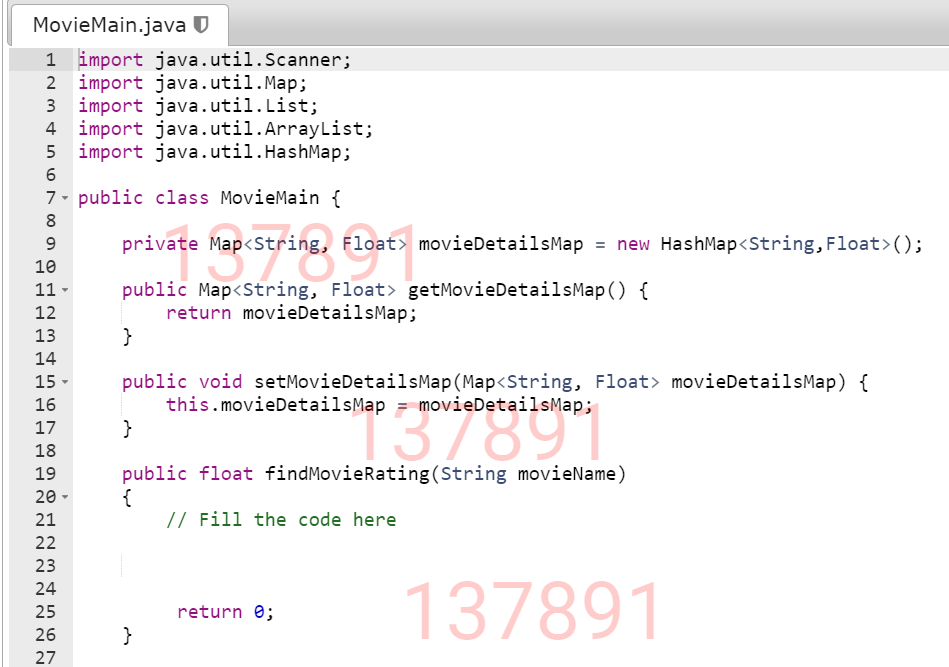 MovieMain.java
1 import java.util.Scanner;
2 import java.util.Map;
3 import java.util.List;
4 import java.util.ArrayList;
5 import java.util.HashMap;
6
7 public class MovieMain {
8
9 private Map<String, Float> movieDetailsMap = new HashMap<String,Float>();
137891
10
11 public Map<String, Float> getMovieDetailsMap() {
12 return movieDetailsMap;
13 }
14
15 public void setMovieDetailsMap(Map<String, Float> movieDetailsMap) {
16 this.movieDetailsMap = movieDetailsMap;
17 }
137891
18
19 public float findMovieRating(String movieName)
20 {
21 // Fill the code here
22
23
24
25 return 0;
137891
26 }
27